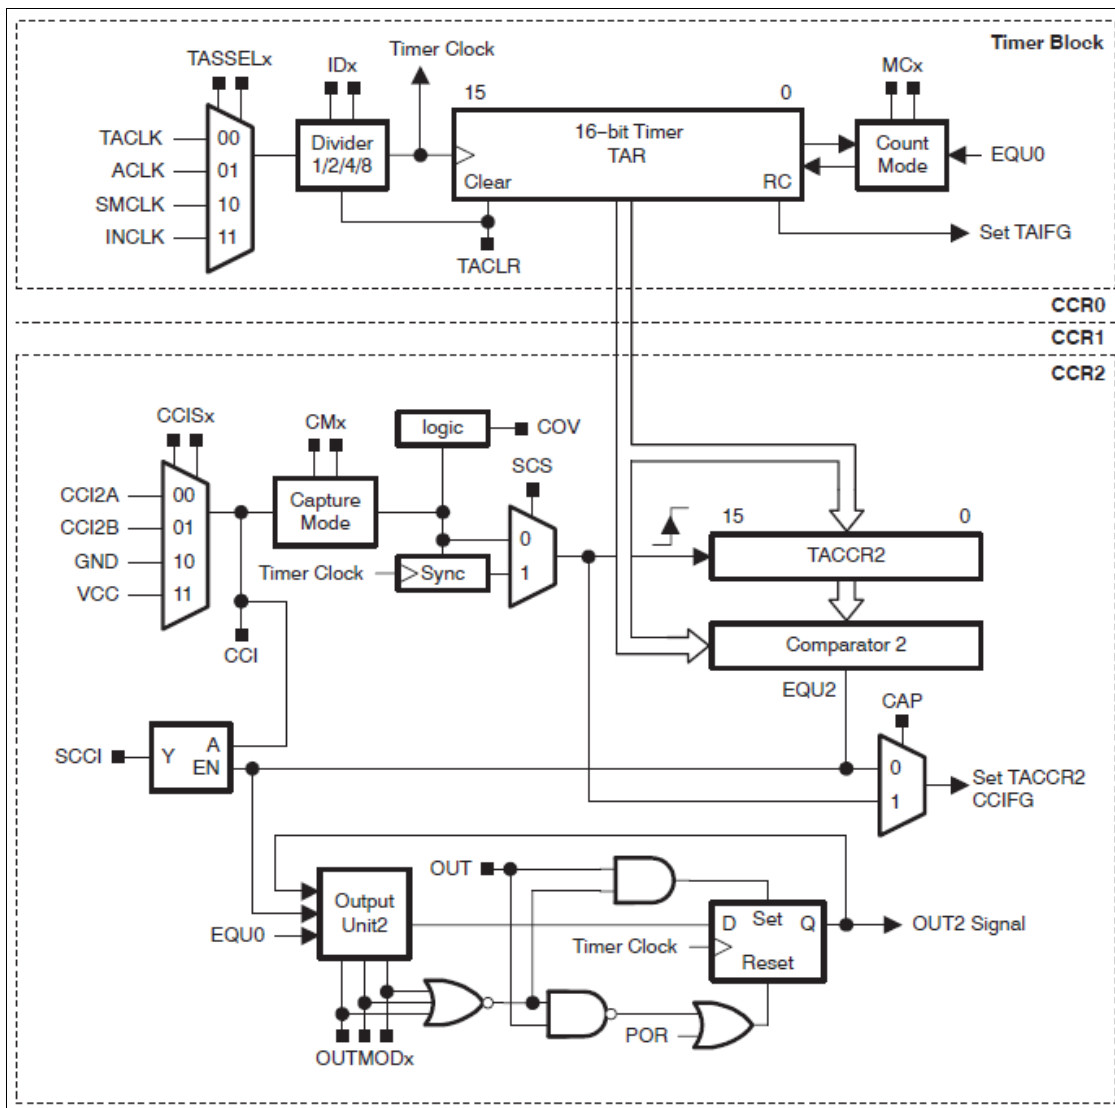 Timer Block
TASSELx
IDx
Timer Clock
15
0
MCx
TACLK
ACLK
SMCLK
INCLK
00
01
10
11
Divider
1/2/4/8
16−bit Timer
TAR
Clear
RC
Count
Mode
EQU0
Set TAIFG
TACLR
CCR0
CCR1
CCR2
CCISx
CMx
logic
COV
SCS
CCI2A
CCI2B
GND
VCC
00
01
10
11
Capture
Mode
Timer Clock
Sync
0
1
15
0
TACCR2
Comparator 2
CCI
EQU2
CAP
SCCI
Y
A
EN
0
1
Set TACCR2
CCIFG
OUT
Output
Unit2
EQU0
Timer Clock
D
Set
Q
Reset
OUT2 Signal
POR
OUTMODx